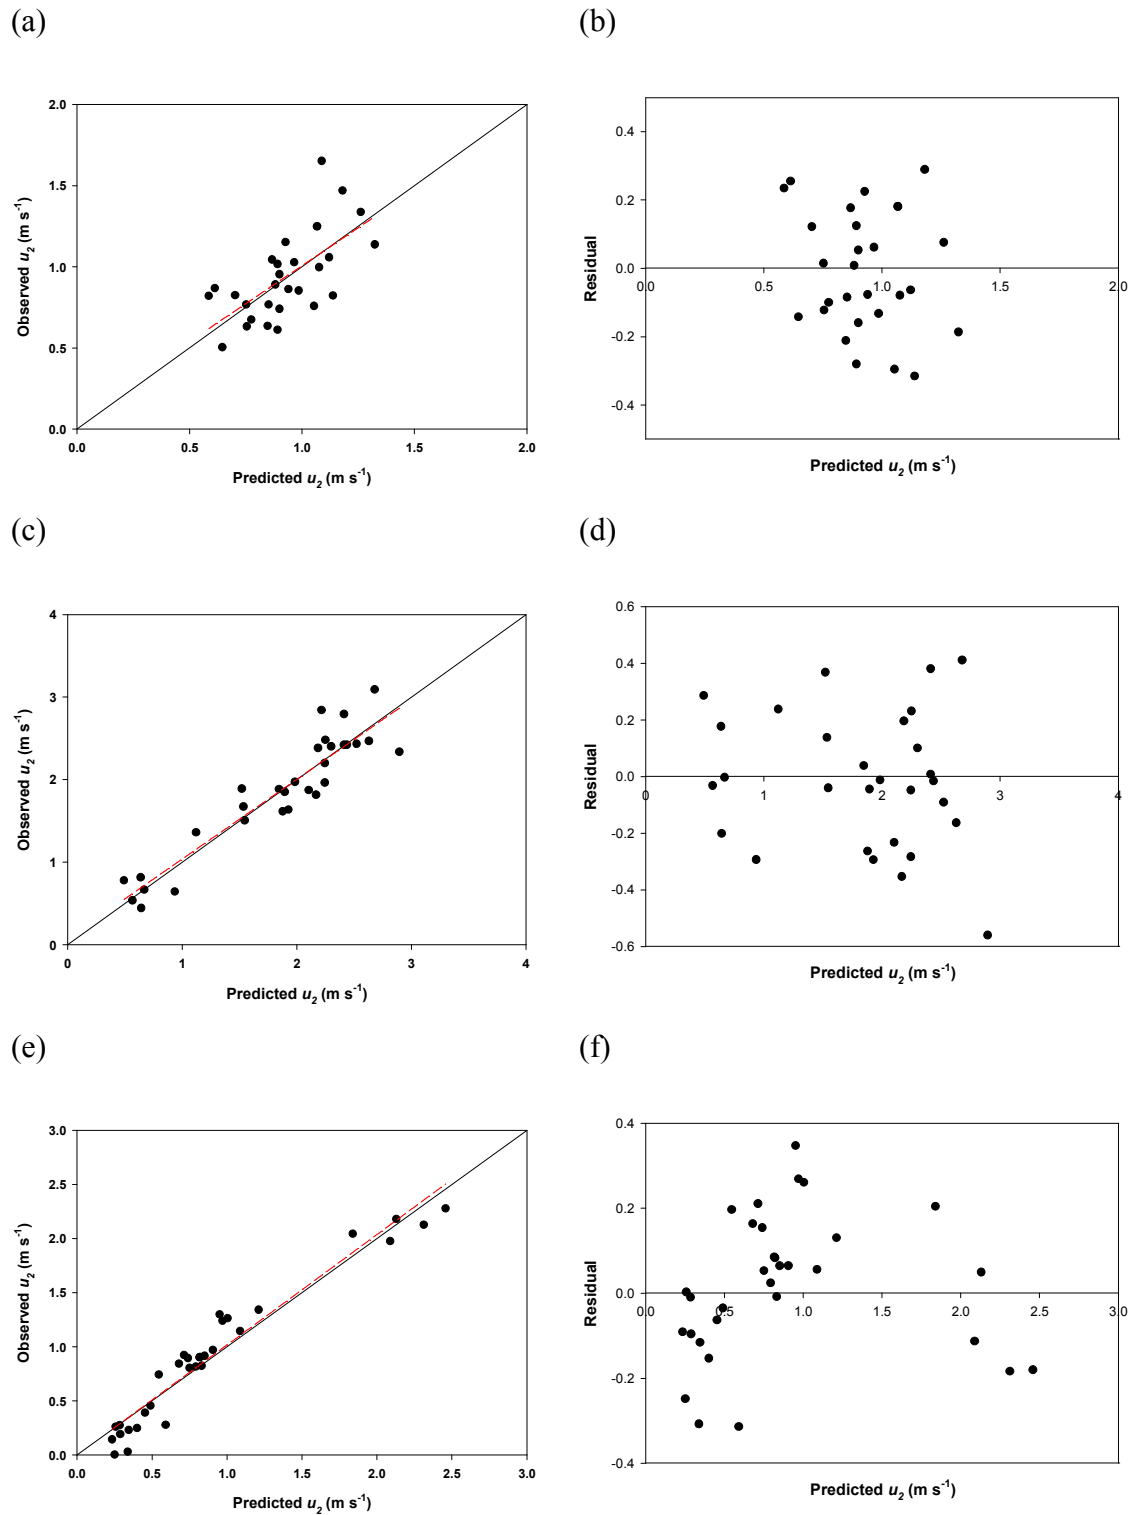 (a)
(b)
2.0
1.5
1.0
0.5
0.0
Observed u2 (m s-1)
0.0 0.5 1.0 1.5 2.0
Predicted u2 (m s-1)
0.4
0.2
0.0
-0.2
-0.4
Residual
0.0 0.5 1.0 1.5 2.0
Predicted u2 (m s-1)
(c)
(d)
4
3
2
1
0
Observed u2 (m s-1)
0 1 2 3 4
Predicted u2 (m s-1)
0.6
0.4
0.2
0.0
-0.2
-0.4
-0.6
Residual
0 1 2 3 4
Predicted u2 (m s-1)
(e)
(f)
3.0
2.5
2.0
1.5
1.0
0.5
0.0
Observed u2 (m s-1)
0.0 0.5 1.0 1.5 2.0 2.5 3.0
Predicted u2 (m s-1)
0.4
0.2
0.0
-0.2
-0.4
Residual
0.0 0.5 1.0 1.5 2.0 2.5 3.0
Predicted u2 (m s-1)